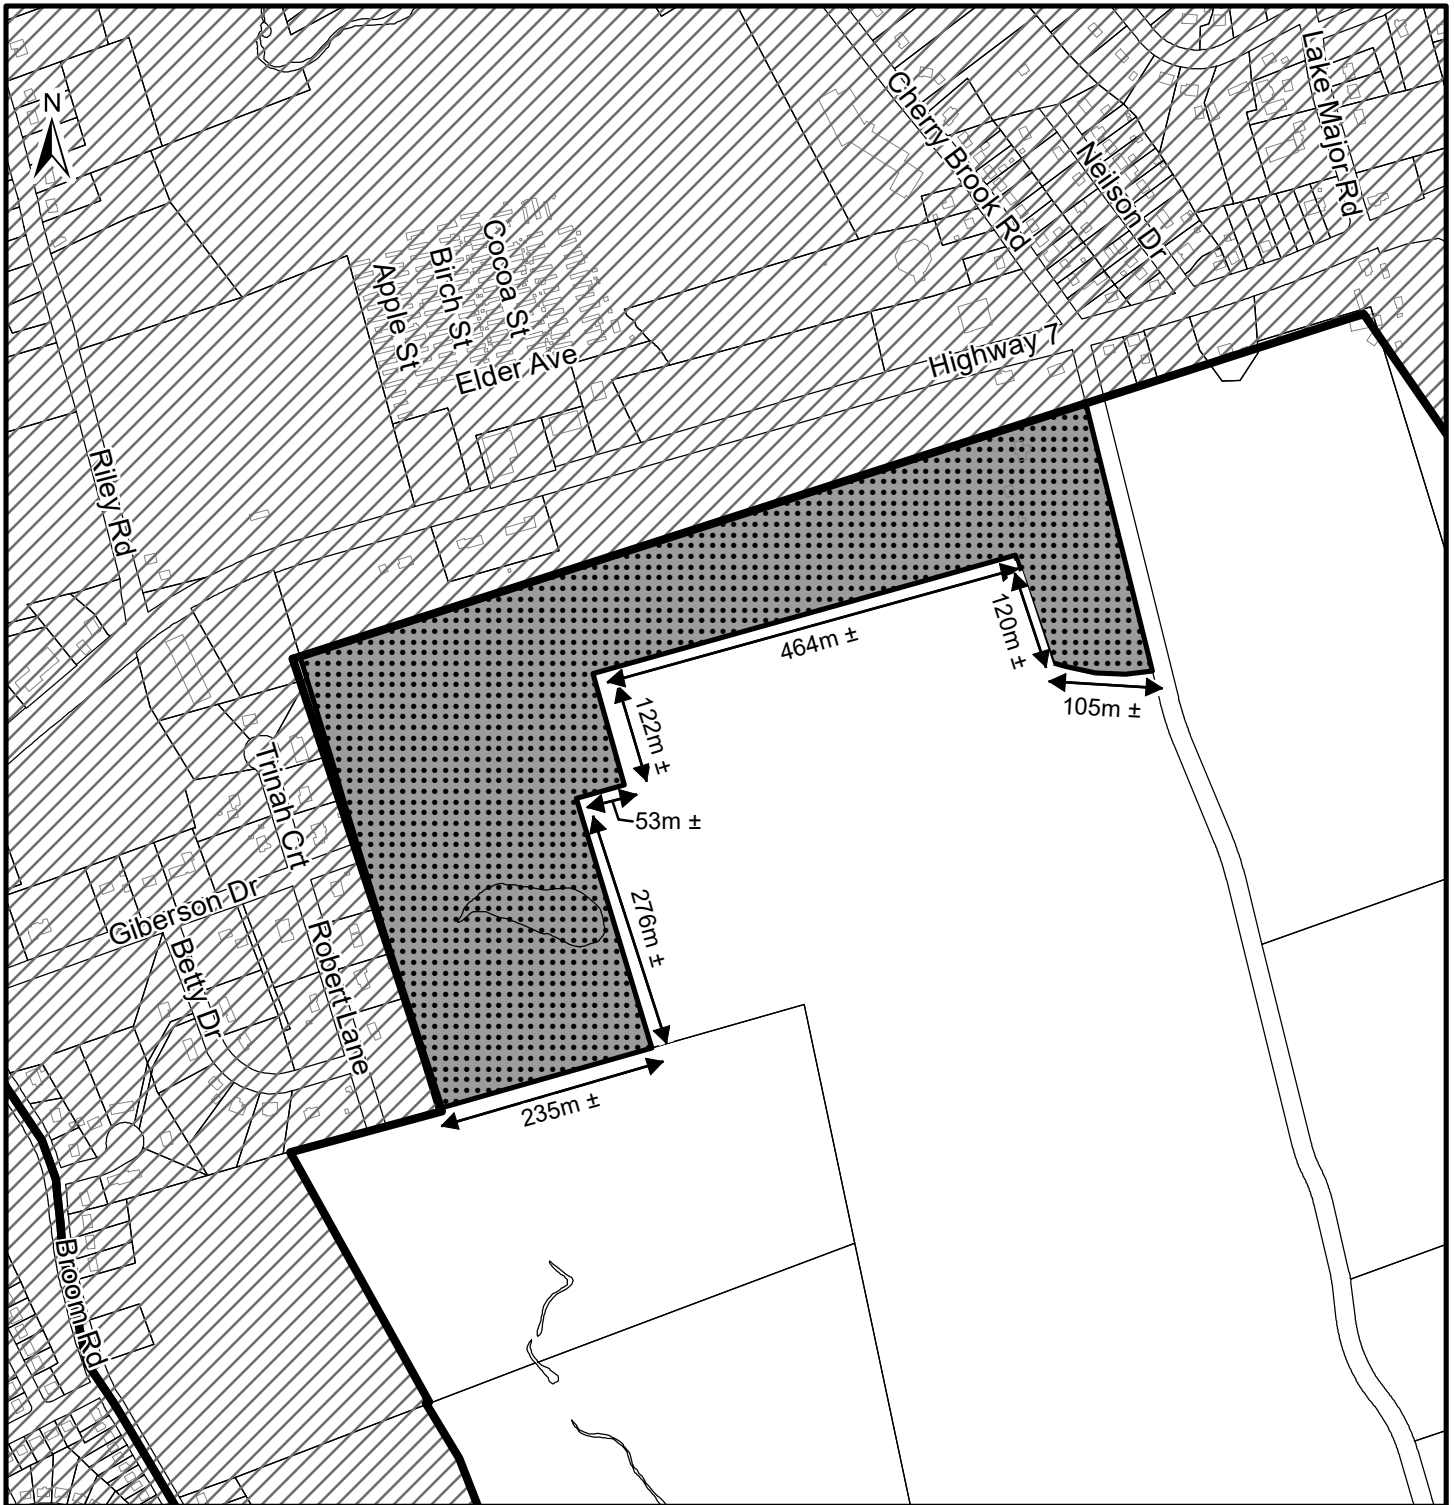 N
Lake Major Rd
Cherry Brook Rd
Neilson Dr
Cocoa St
Birch St
Apple St
Elder Ave
Highway 7
Riley Rd
464m ±
120m ±
105m ±
122m ±
53m ±
Trinah Crt
276m ±
Giberson Dr
Betty Dr
Robert Lane
235m ±
Broom Rd